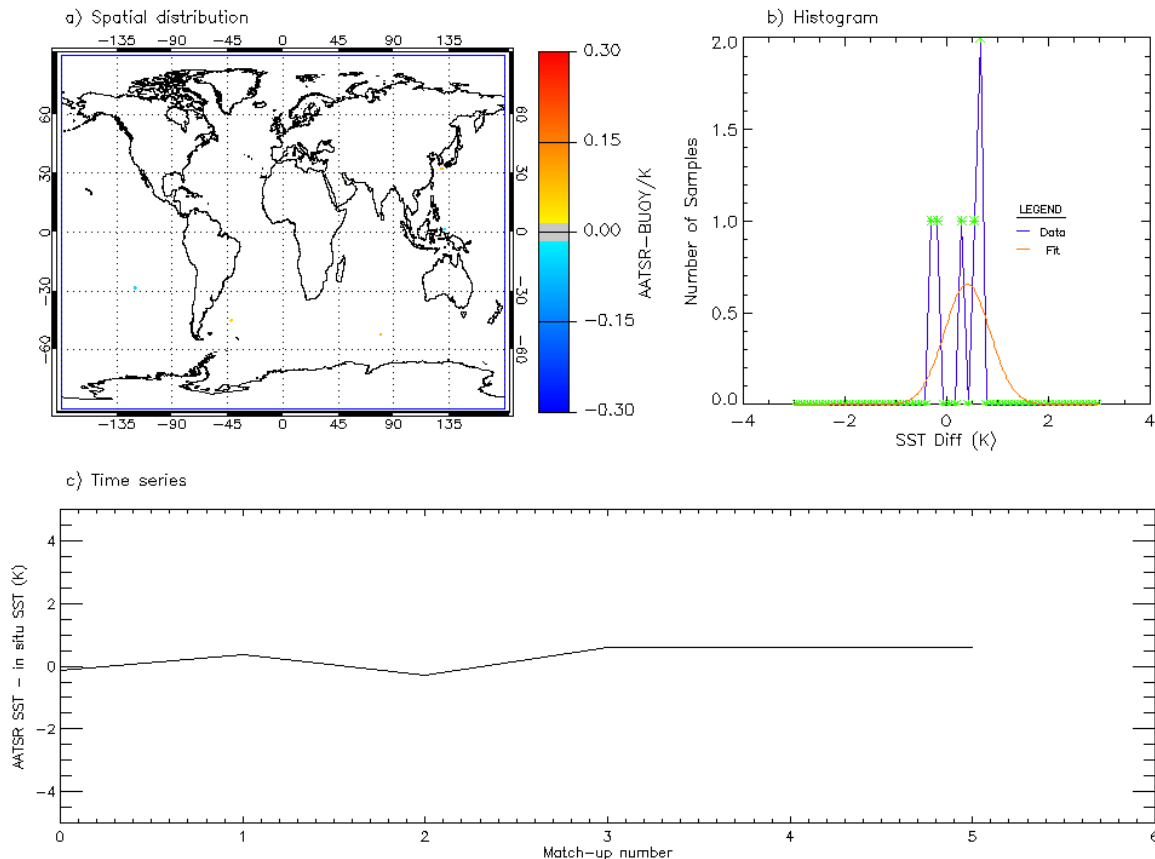 a) Spatial distribution
−135 −90 −45 0 45 90 135
60 60
30 30
0 0
−30 −30
−60 −60
−135 −90 −45 0 45 90 135
0.30
0.15
0.00
−0.15
−0.30
AATSR−BUOY/K
b) Histogram
2.0
1.5
1.0
0.5
0.0
Number of Samples
LEGEND
Data
Fit
−4 −2 0 2 4
SST Diff (K)
c) Time series
4
2
0
−2
−4
AATSR SST − in situ SST (K)
0 1 2 3 4 5 6
Match−up number